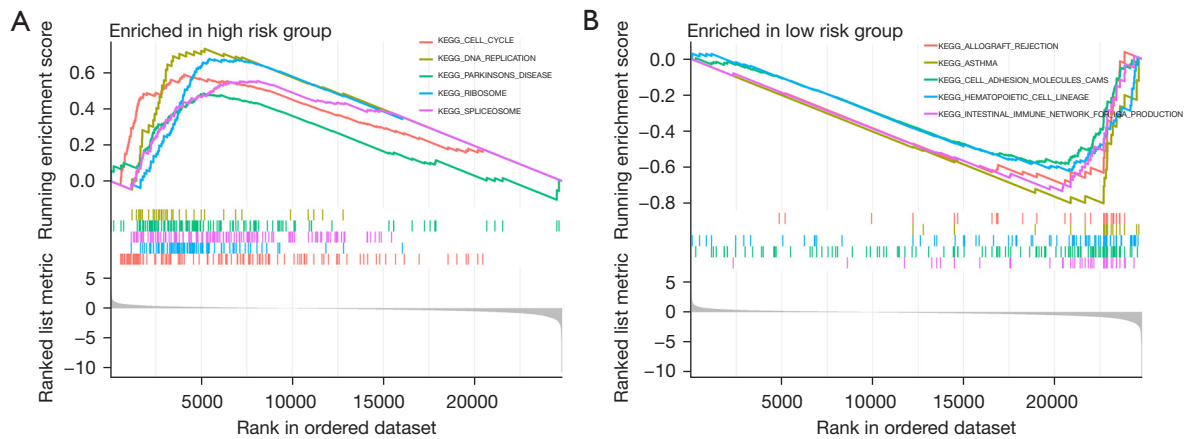 A
Enriched in high risk group
Running enrichment score
0.6
0.4
0.2
0.0
KEGG_CELL_CYCLE
KEGG_DNA_REPLICATION
KEGG_PARKINSONS_DISEASE
KEGG_RIBOSOME
KEGG_SPLICEOSOME
Ranked list metric
5
0
−5
−10
5000 10000 15000 20000
Rank in ordered dataset
B
Enriched in low risk group
Running enrichment score
0.0
−0.2
−0.4
−0.6
−0.8
KEGG_ALLOGRAFT_REJECTION
KEGG_ASTHMA
KEGG_CELL_ADHESION_MOLECULES_CAMS
KEGG_HEMATOPOIETIC_CELL_LINEAGE
KEGG_INTESTINAL_IMMUNE_NETWORK_FOR_IGA_PRODUCTION
Ranked list metric
5
0
−5
−10
5000 10000 15000 20000
Rank in ordered dataset